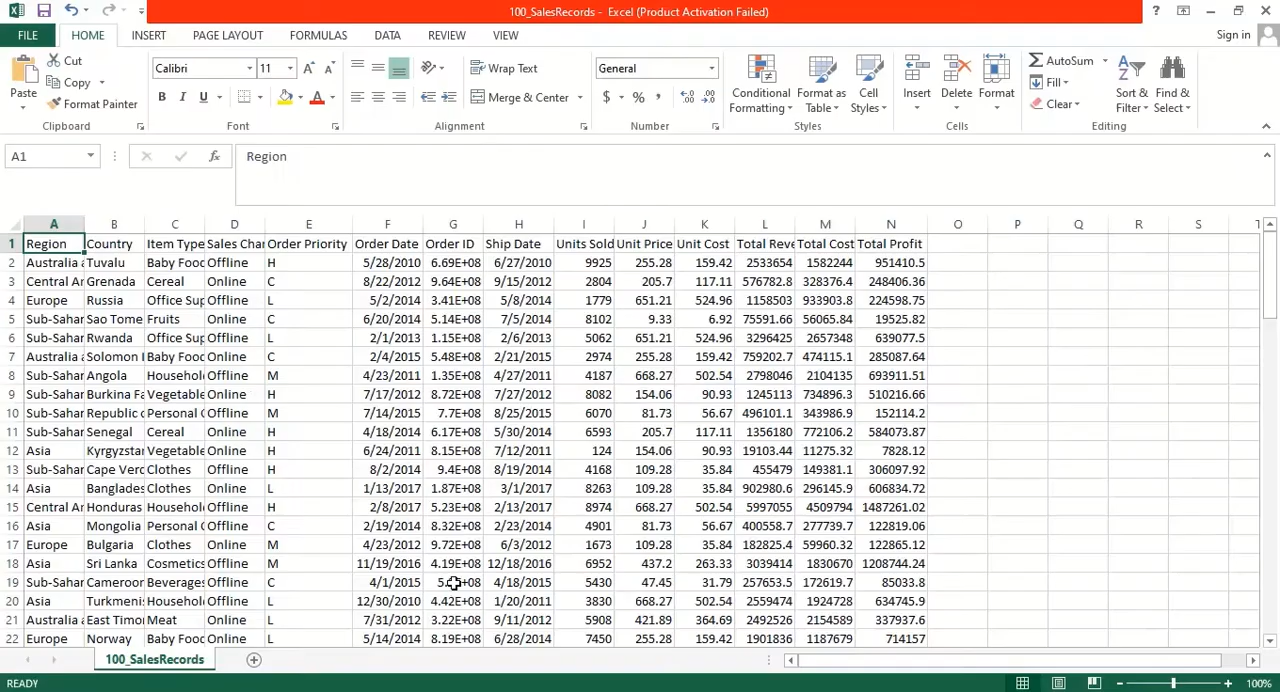 100_SalesRecords - Excel (Product Activation Failed)
Sign in
FILE HOME INSERT PAGE LAYOUT FORMULAS DATA REVIEW VIEW
Cut
Copy
Format Painter
Paste
Clipboard
Calibri 11
B I U
Font
Wrap Text
Merge & Center
Alignment
General
$ % ,
Number
Conditional Formatting
Format as Table
Cell Styles
Styles
Insert Delete Format
Cells
AutoSum
Fill
Clear
Sort & Filter
Find & Select
Editing
A1 fx Region
A B C D E F G H I J K L M N O P Q R S T
1 Region Country Item Type Sales Chan Order Priority Order Date Order ID Ship Date Units Sold Unit Price Unit Cost Total Reve Total Cost Total Profit
2 Australia a Tuvalu Baby Food Offline H 5/28/2010 6.69E+08 6/27/2010 9925 255.28 159.42 2533654 1582244 951410.5
3 Central Am Grenada Cereal Online C 8/22/2012 9.64E+08 9/15/2012 2804 205.7 117.11 576782.8 328376.4 248406.36
4 Europe Russia Office Sup Offline L 5/2/2014 3.41E+08 5/8/2014 1779 651.21 524.96 1158503 933903.8 224598.75
5 Sub-Sahar Sao Tome Fruits Online C 6/20/2014 5.14E+08 7/5/2014 8102 9.33 6.92 75591.66 56065.84 19525.82
6 Sub-Sahar Rwanda Office Sup Offline L 2/1/2013 1.15E+08 2/6/2013 5062 651.21 524.96 3296425 2657348 639077.5
7 Australia a Solomon I Baby Food Online C 2/4/2015 5.48E+08 2/21/2015 2974 255.28 159.42 759202.7 474115.1 285087.64
8 Sub-Sahar Angola Househol Offline M 4/23/2011 1.35E+08 4/27/2011 4187 668.27 502.54 2798046 2104135 693911.51
9 Sub-Sahar Burkina Fa Vegetable Online H 7/17/2012 8.72E+08 7/27/2012 8082 154.06 90.93 1245113 734896.3 510216.66
10 Sub-Sahar Republic o Personal C Offline M 7/14/2015 7.7E+08 8/25/2015 6070 81.73 56.67 496101.1 343986.9 152114.2
11 Sub-Sahar Senegal Cereal Online H 4/18/2014 6.17E+08 5/30/2014 6593 205.7 117.11 1356180 772106.2 584073.87
12 Asia Kyrgyzstan Vegetable Online H 6/24/2011 8.15E+08 7/12/2011 124 154.06 90.93 19103.44 11275.32 7828.12
13 Sub-Sahar Cape Verd Clothes Offline H 8/2/2014 9.4E+08 8/19/2014 4168 109.28 35.84 455479 149381.1 306097.92
14 Asia Banglades Clothes Online L 1/13/2017 1.87E+08 3/1/2017 8263 109.28 35.84 902980.6 296145.9 606834.72
15 Central Am Honduras Househol Offline H 2/8/2017 5.23E+08 2/13/2017 8974 668.27 502.54 5997055 4509794 1487261.02
16 Asia Mongolia Personal C Offline C 2/19/2014 8.32E+08 2/23/2014 4901 81.73 56.67 400558.7 277739.7 122819.06
17 Europe Bulgaria Clothes Online M 4/23/2012 9.72E+08 6/3/2012 1673 109.28 35.84 182825.4 59960.32 122865.12
18 Asia Sri Lanka Cosmetics Offline M 11/19/2016 4.19E+08 12/18/2016 6952 437.2 263.33 3039414 1830670 1208744.24
19 Sub-Sahar Cameroon Beverages Offline C 4/1/2015 4/18/2015 5430 47.45 31.79 257653.5 172619.7 85033.8
20 Asia Turkmenis Househol Offline L 12/30/2010 4.42E+08 1/20/2011 3830 668.27 502.54 2559474 1924728 634745.9
21 Australia a East Timor Meat Online L 7/31/2012 3.22E+08 9/11/2012 5908 421.89 364.69 2492526 2154589 337937.6
22 Europe Norway Baby Food Online L 5/14/2014 8.19E+08 6/28/2014 7450 255.28 159.42 1901836 1187679 714157
100_SalesRecords
READY 100%